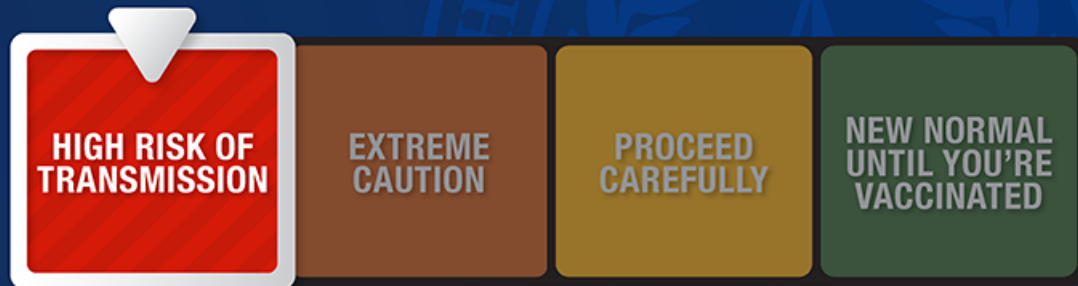 HIGH RISK OF
TRANSMISSION
EXTREME
CAUTION
PROCEED
CAREFULLY
NEW NORMAL
UNTIL YOU'RE
VACCINATED